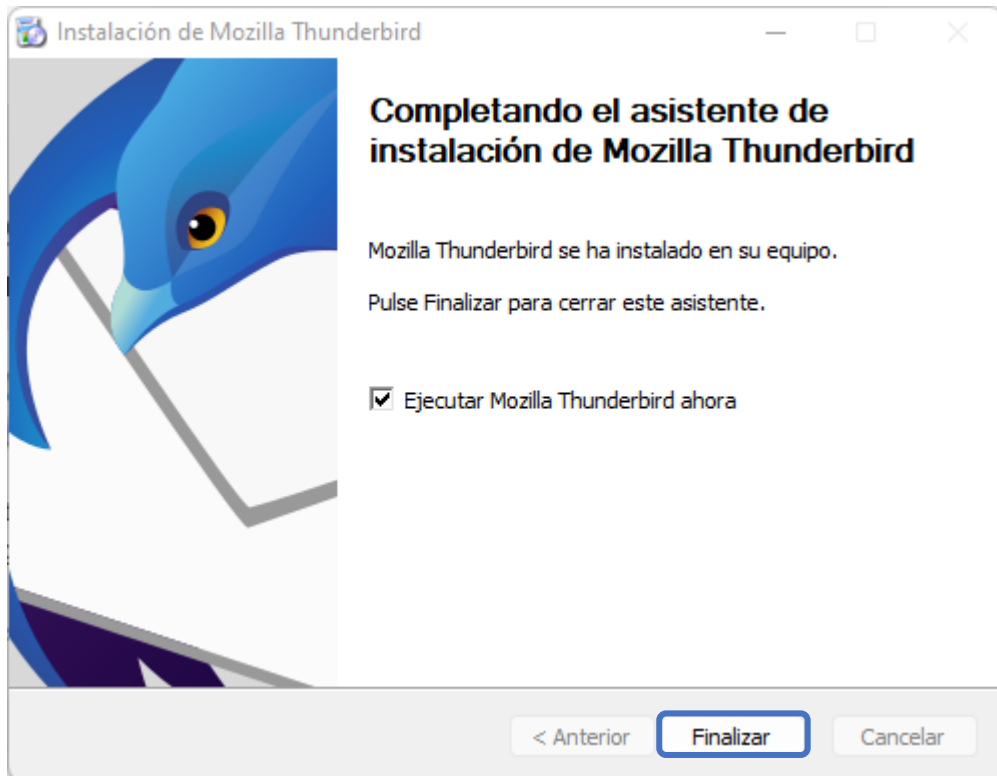 Instalación de Mozilla Thunderbird
Completando el asistente de
instalación de Mozilla Thunderbird
Mozilla Thunderbird se ha instalado en su equipo.
Pulse Finalizar para cerrar este asistente.
Ejecutar Mozilla Thunderbird ahora
< Anterior
Finalizar
Cancelar